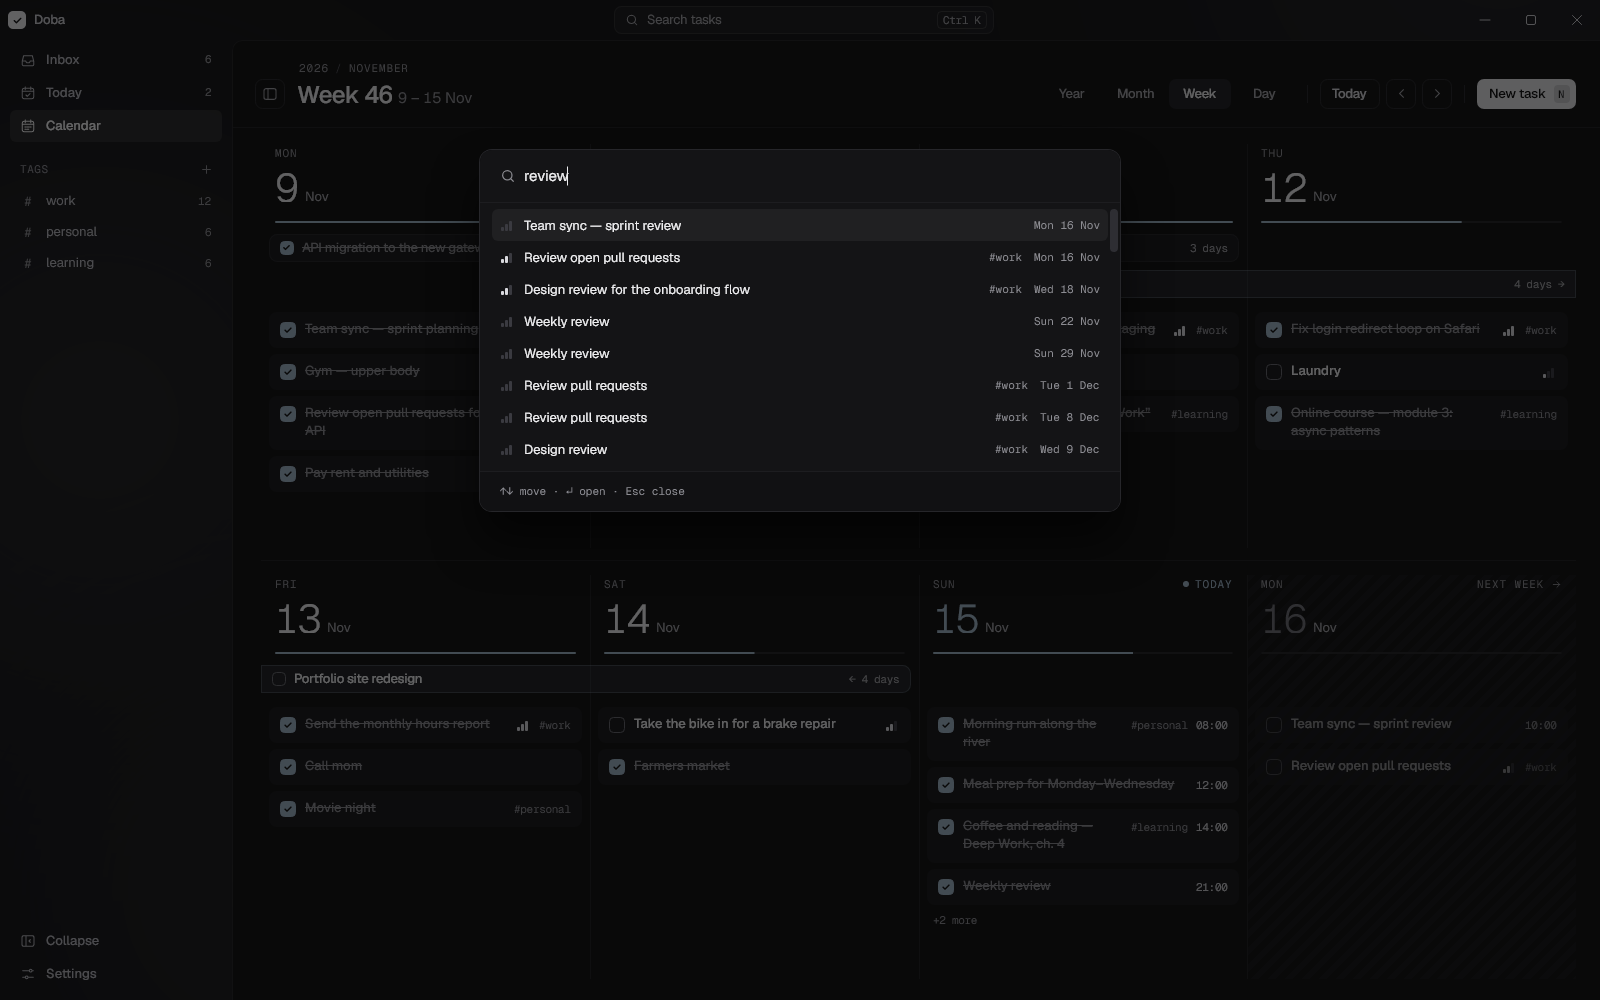 Doba
Search tasks
Ctrl K
Inbox 6
Today 2
Calendar
TAGS
# work 12
# personal 6
# learning 6
Collapse
Settings
2026 / NOVEMBER
Week 46 9 – 15 Nov
Year Month Week Day
Today
New task N
review
Team sync — sprint review Mon 16 Nov
Review open pull requests #work Mon 16 Nov
Design review for the onboarding flow #work Wed 18 Nov
Weekly review Sun 22 Nov
Weekly review Sun 29 Nov
Review pull requests #work Tue 1 Dec
Review pull requests #work Tue 8 Dec
Design review #work Wed 9 Dec
↑↓ move · ↵ open · Esc close
MON
9 Nov
API migration to the new
3 days
4 days →
Team sync — sprint planning
Gym — upper body
Review open pull requests
API
Pay rent and utilities
#work
#learning
THU
12 Nov
Fix login redirect loop on Safari #work
Laundry
Online course — module 3: #learning
async patterns
FRI
13 Nov
Portfolio site redesign
← 4 days
Send the monthly hours report #work
Call mom
Movie night #personal
SAT
14 Nov
Take the bike in for a brake repair
Farmers market
SUN TODAY
15 Nov
Morning run along the #personal 08:00
river
Meal prep for Monday–Wednesday 12:00
Coffee and reading — #learning 14:00
Deep Work, ch. 4
Weekly review 21:00
+2 more
MON NEXT WEEK →
16 Nov
Team sync — sprint review 10:00
Review open pull requests #work